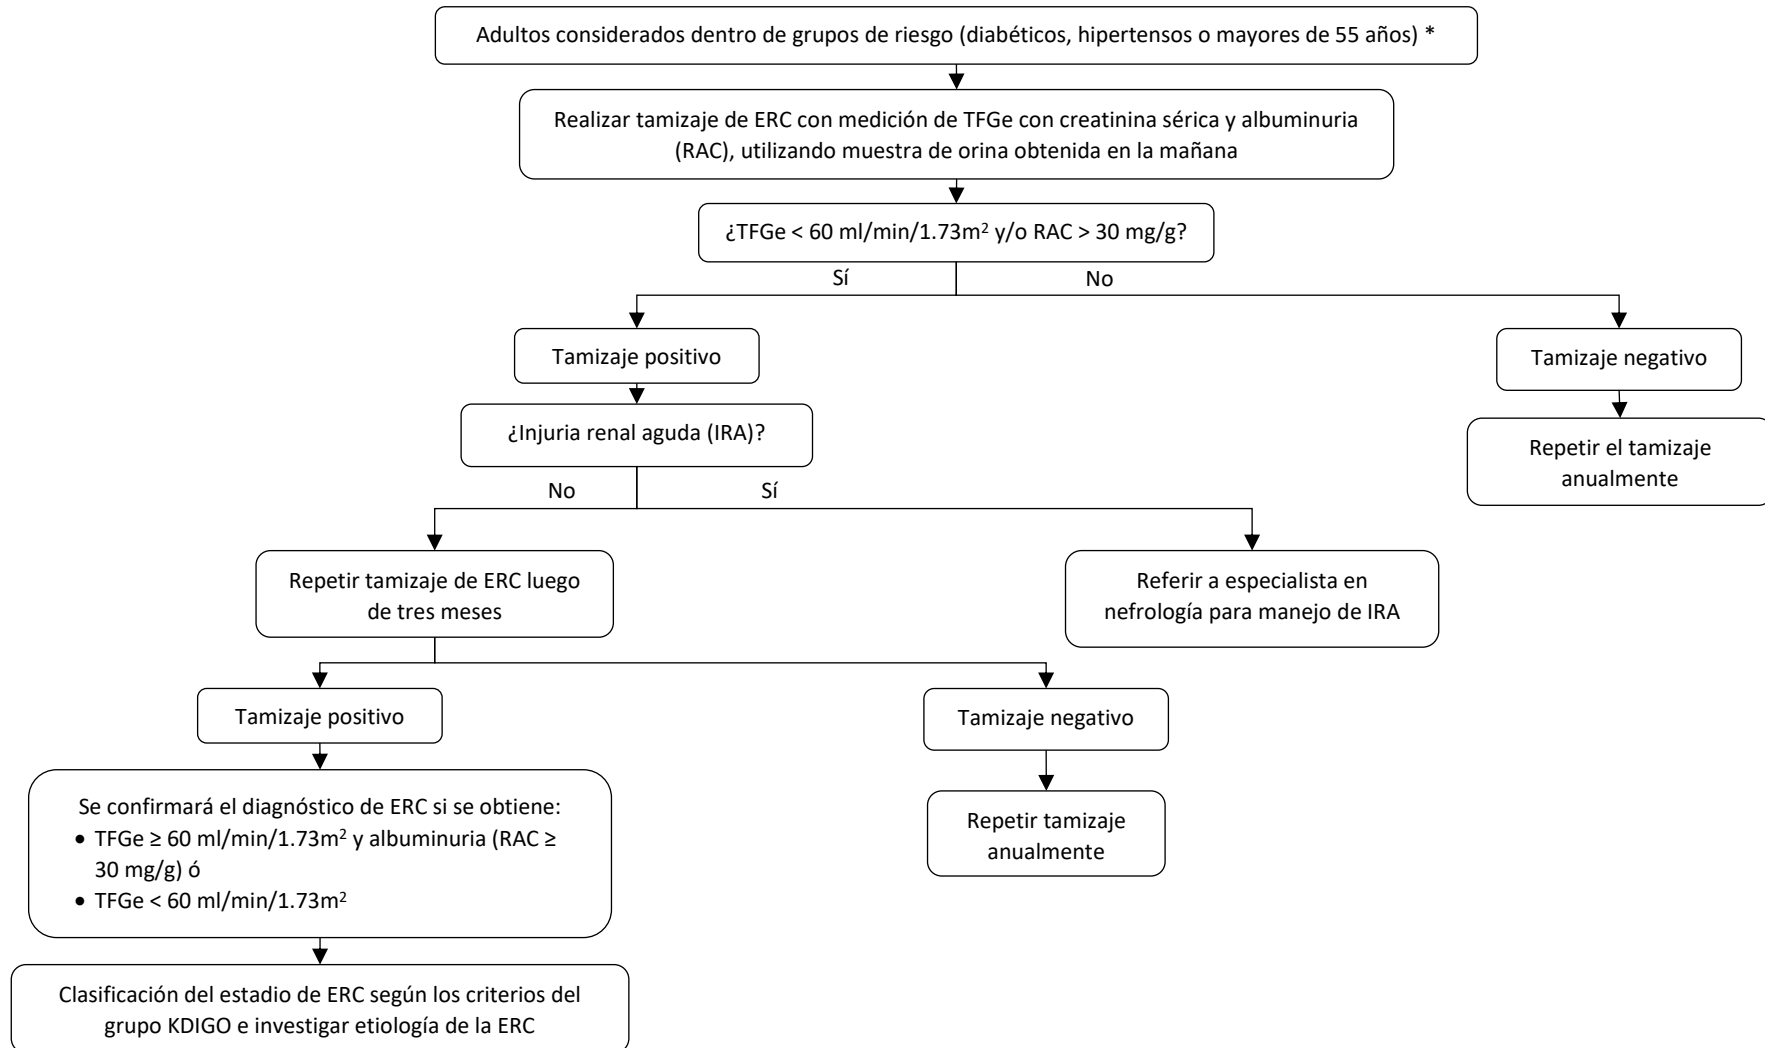 Adultos considerados dentro de grupos de riesgo (diabéticos, hipertensos o mayores de 55 años) *
Realizar tamizaje de ERC con medición de TFGe con creatinina sérica y albuminuria
(RAC), utilizando muestra de orina obtenida en la mañana
¿TFGe < 60 ml/min/1.73m² y/o RAC > 30 mg/g?
Sí
No
Tamizaje positivo
Tamizaje negativo
¿Injuria renal aguda (IRA)?
Repetir el tamizaje
anualmente
No
Sí
Repetir tamizaje de ERC luego
de tres meses
Referir a especialista en
nefrología para manejo de IRA
Tamizaje positivo
Tamizaje negativo
Se confirmará el diagnóstico de ERC si se obtiene:
• TFGe ≥ 60 ml/min/1.73m² y albuminuria (RAC ≥
30 mg/g) ó
• TFGe < 60 ml/min/1.73m²
Repetir tamizaje
anualmente
Clasificación del estadio de ERC según los criterios del
grupo KDIGO e investigar etiología de la ERC